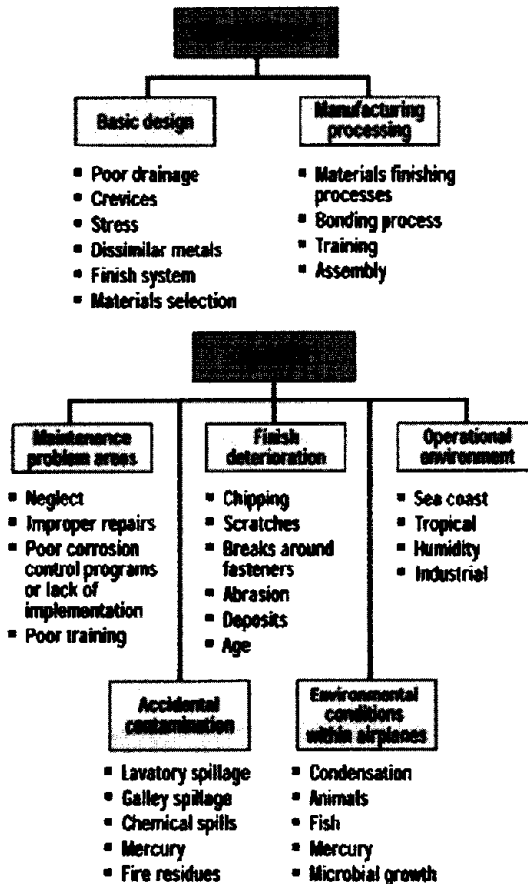 Basic design
Manufacturing
processing
▪ Poor drainage
▪ Crevices
▪ Stress
▪ Dissimilar metals
▪ Finish system
▪ Materials selection
▪ Materials finishing
processes
▪ Bonding process
▪ Training
▪ Assembly
Maintenance
problem areas
▪ Neglect
▪ Improper repairs
▪ Poor corrosion
control programs
or lack of
implementation
▪ Poor training
Finish
deterioration
▪ Chipping
▪ Scratches
▪ Breaks around
fasteners
▪ Abrasion
▪ Deposits
▪ Age
Operational
environment
▪ Sea coast
▪ Tropical
▪ Humidity
▪ Industrial
Accidental
contamination
▪ Lavatory spillage
▪ Galley spillage
▪ Chemical spills
▪ Mercury
▪ Fire residues
Environmental
conditions
within airplanes
▪ Condensation
▪ Animals
▪ Fish
▪ Mercury
▪ Microbial growth